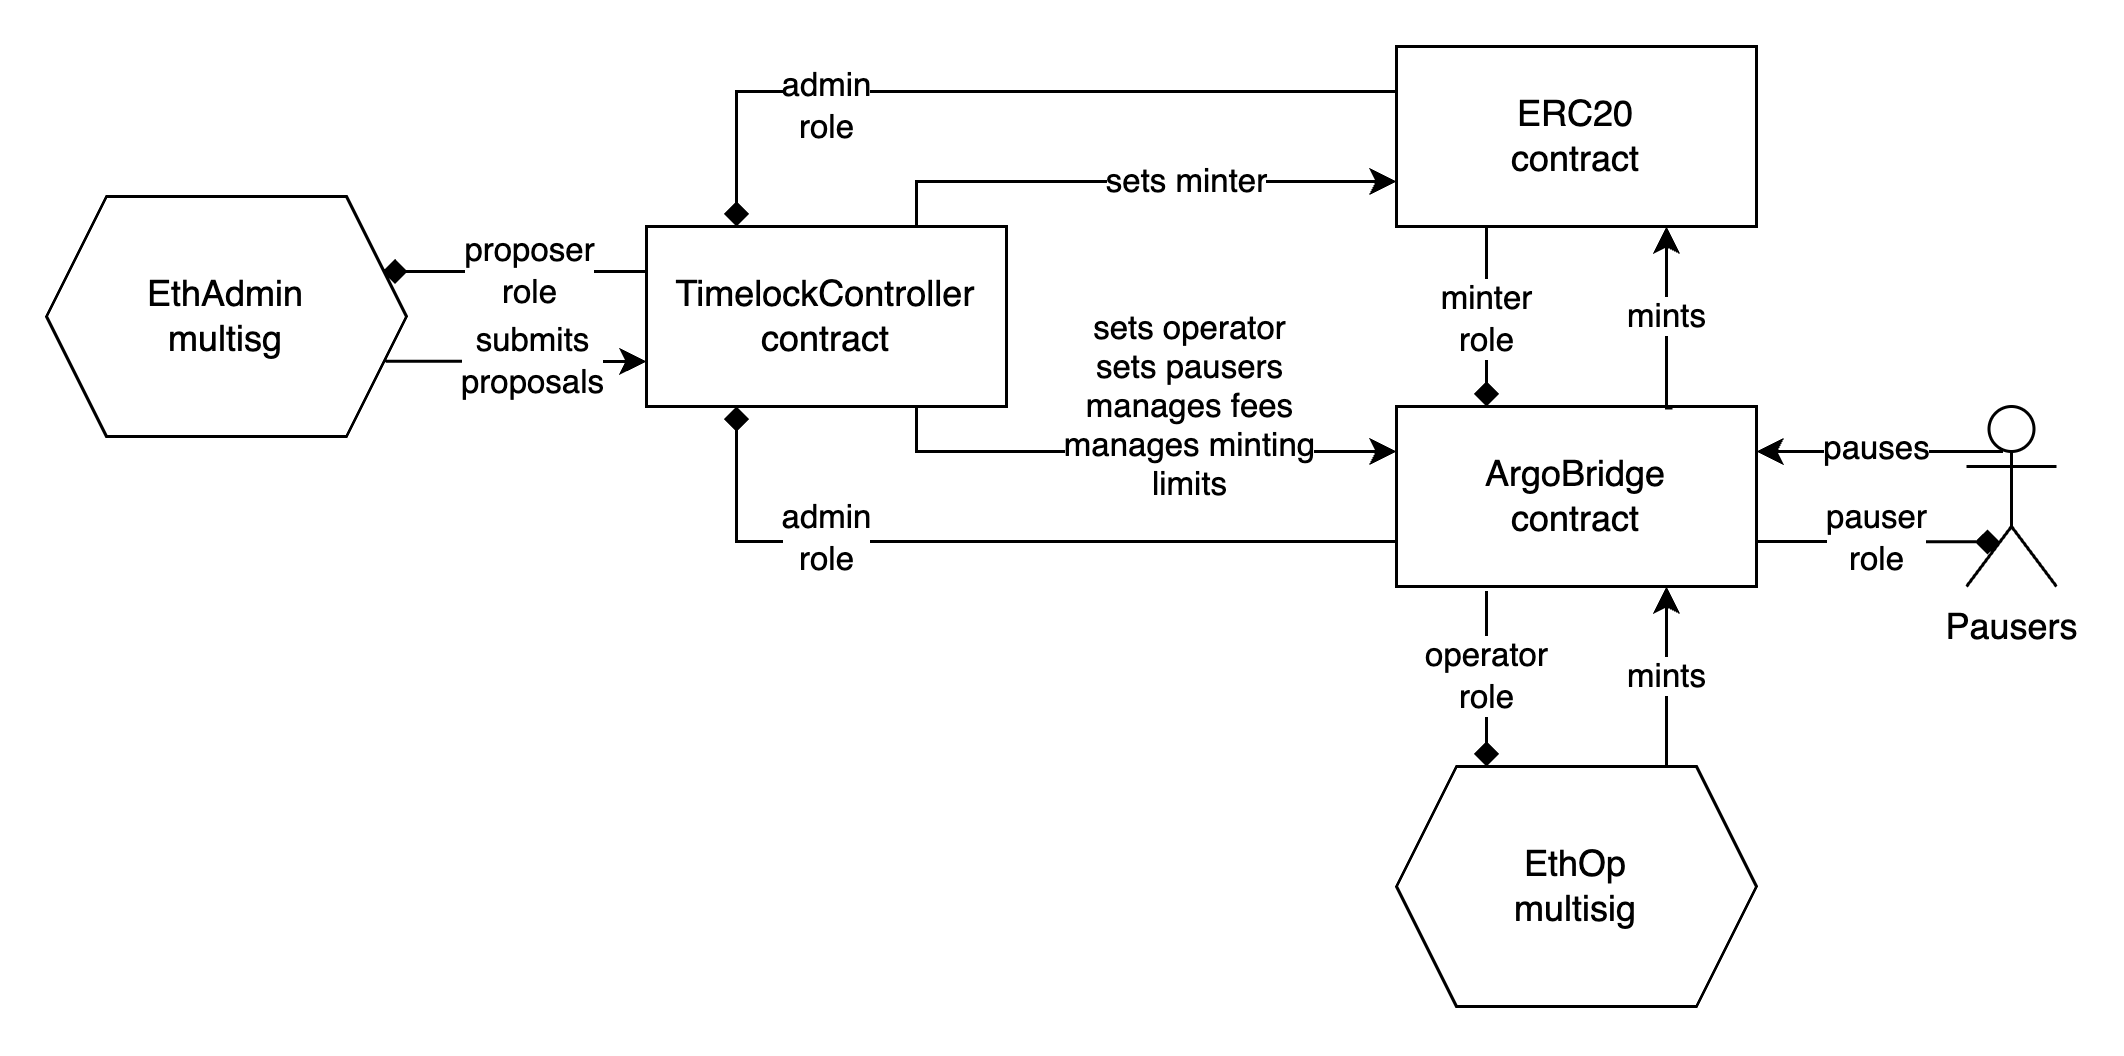 admin
role
ERC20
contract
sets minter
proposer
role
EthAdmin
multisg
submits
proposals
TimelockController
contract
minter
role
mints
sets operator
sets pausers
manages fees
manages minting
limits
admin
role
ArgoBridge
contract
pauses
pauser
role
Pausers
operator
role
mints
EthOp
multisig